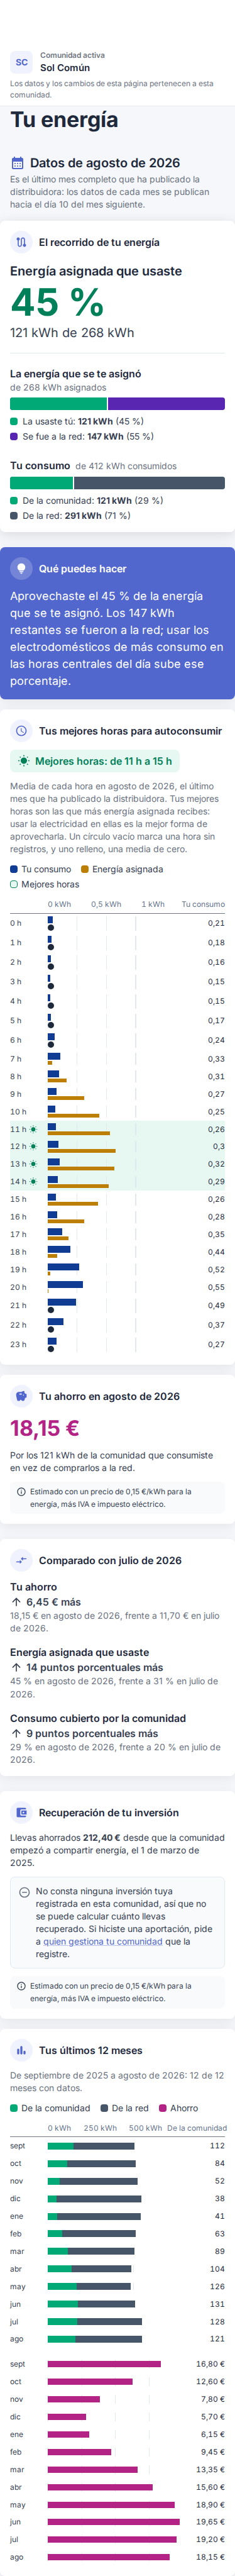 SC
Comunidad activa
Sol Común
Los datos y los cambios de esta página pertenecen a esta
comunidad.
Tu energía
Datos de agosto de 2026
Es el último mes completo que ha publicado la
distribuidora: los datos de cada mes se publican
hacia el día 10 del mes siguiente.
El recorrido de tu energía
Energía asignada que usaste
45 %
121 kWh de 268 kWh
La energía que se te asignó
de 268 kWh asignados
La usaste tú: 121 kWh (45 %)
Se fue a la red: 147 kWh (55 %)
Tu consumo de 412 kWh consumidos
De la comunidad: 121 kWh (29 %)
De la red: 291 kWh (71 %)
Qué puedes hacer
Aprovechaste el 45 % de la energía
que se te asignó. Los 147 kWh
restantes se fueron a la red; usar los
electrodomésticos de más consumo en
las horas centrales del día sube ese
porcentaje.
Tus mejores horas para autoconsumir
Mejores horas: de 11 h a 15 h
Media de cada hora en agosto de 2026, el último
mes que ha publicado la distribuidora. Tus mejores
horas son las que más energía asignada recibes:
usar la electricidad en ellas es la mejor forma de
aprovecharla. Un círculo vacío marca una hora sin
registros, y uno relleno, una media de cero.
Tu consumo Energía asignada
Mejores horas
0 kWh 0,5 kWh 1 kWh Tu consumo
0 h 0,21
1 h 0,18
2 h 0,16
3 h 0,15
4 h 0,15
5 h 0,17
6 h 0,24
7 h 0,33
8 h 0,31
9 h 0,27
10 h 0,25
11 h 0,26
12 h 0,3
13 h 0,32
14 h 0,29
15 h 0,26
16 h 0,28
17 h 0,35
18 h 0,44
19 h 0,52
20 h 0,55
21 h 0,49
22 h 0,37
23 h 0,27
Tu ahorro en agosto de 2026
18,15 €
Por los 121 kWh de la comunidad que consumiste
en vez de comprarlos a la red.
Estimado con un precio de 0,15 €/kWh para la
energía, más IVA e impuesto eléctrico.
Comparado con julio de 2026
Tu ahorro
6,45 € más
18,15 € en agosto de 2026, frente a 11,70 € en julio
de 2026.
Energía asignada que usaste
14 puntos porcentuales más
45 % en agosto de 2026, frente a 31 % en julio de
2026.
Consumo cubierto por la comunidad
9 puntos porcentuales más
29 % en agosto de 2026, frente a 20 % en julio de
2026.
Recuperación de tu inversión
Llevas ahorrados 212,40 € desde que la comunidad
empezó a compartir energía, el 1 de marzo de
2025.
No consta ninguna inversión tuya
registrada en esta comunidad, así que no
se puede calcular cuánto llevas
recuperado. Si hiciste una aportación, pide
a quien gestiona tu comunidad que la
registre.
Estimado con un precio de 0,15 €/kWh para la
energía, más IVA e impuesto eléctrico.
Tus últimos 12 meses
De septiembre de 2025 a agosto de 2026: 12 de 12
meses con datos.
De la comunidad De la red Ahorro
0 kWh 250 kWh 500 kWh De la comunidad
sept 112
oct 84
nov 52
dic 38
ene 41
feb 63
mar 89
abr 104
may 126
jun 131
jul 128
ago 121
sept 16,80 €
oct 12,60 €
nov 7,80 €
dic 5,70 €
ene 6,15 €
feb 9,45 €
mar 13,35 €
abr 15,60 €
may 18,90 €
jun 19,65 €
jul 19,20 €
ago 18,15 €